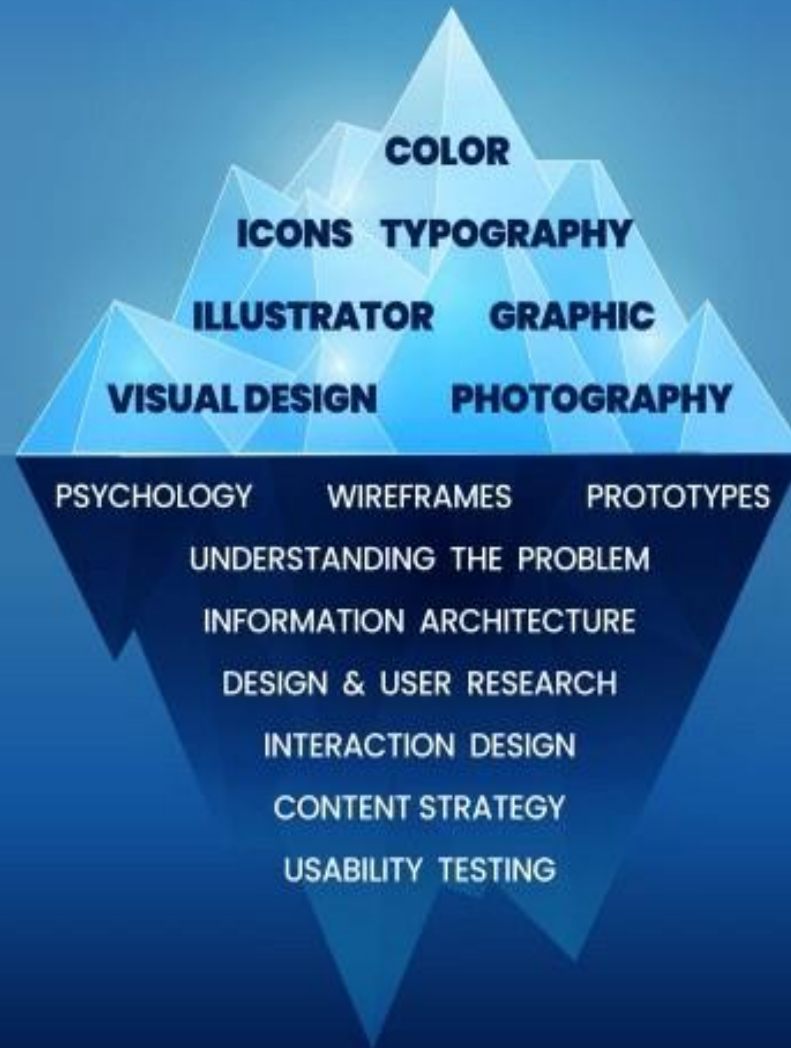 COLOR
ICONS TYPOGRAPHY
ILLUSTRATOR GRAPHIC
VISUAL DESIGN PHOTOGRAPHY
PSYCHOLOGY WIREFRAMES PROTOTYPES
UNDERSTANDING THE PROBLEM
INFORMATION ARCHITECTURE
DESIGN & USER RESEARCH
INTERACTION DESIGN
CONTENT STRATEGY
USABILITY TESTING